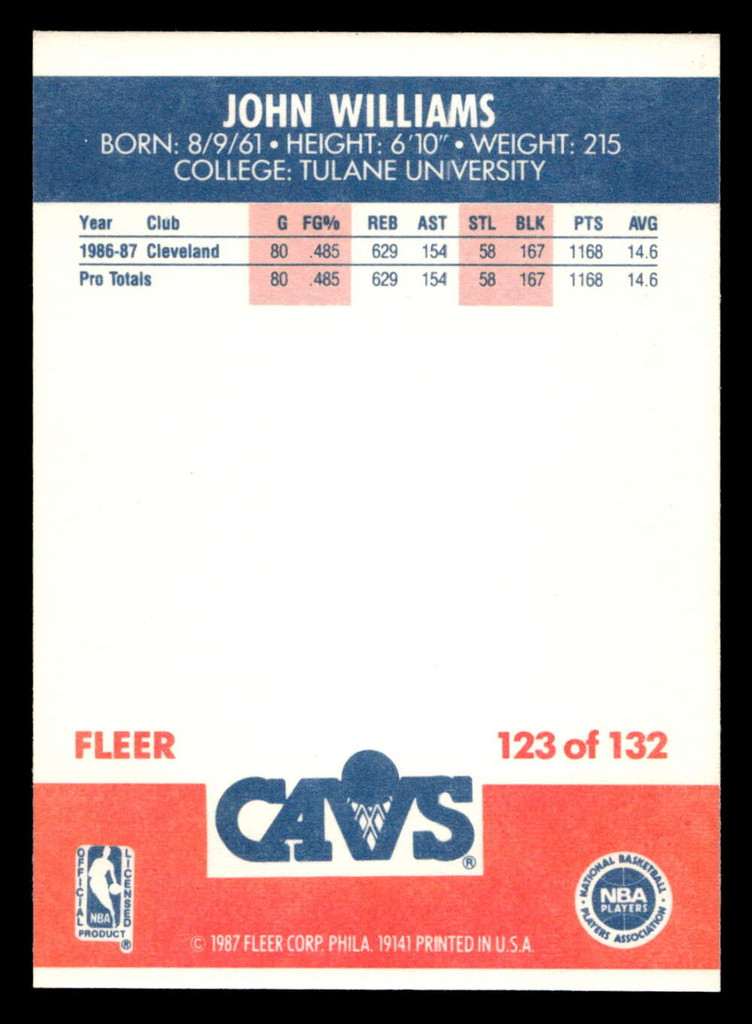 JOHN WILLIAMS
BORN: 8/9/61 • HEIGHT: 6'10" • WEIGHT: 215
COLLEGE: TULANE UNIVERSITY
Year Club G FG% REB AST STL BLK PTS AVG
1986-87 Cleveland 80 .485 629 154 58 167 1168 14.6
Pro Totals 80 .485 629 154 58 167 1168 14.6
FLEER 123 of 132
CAVS®
OFFICIAL LICENSED
NBA
PRODUCT ®
NATIONAL BASKETBALL
NBA
PLAYERS
PLAYERS ASSOCIATION
© 1987 FLEER CORP. PHILA. 19141 PRINTED IN U.S.A.